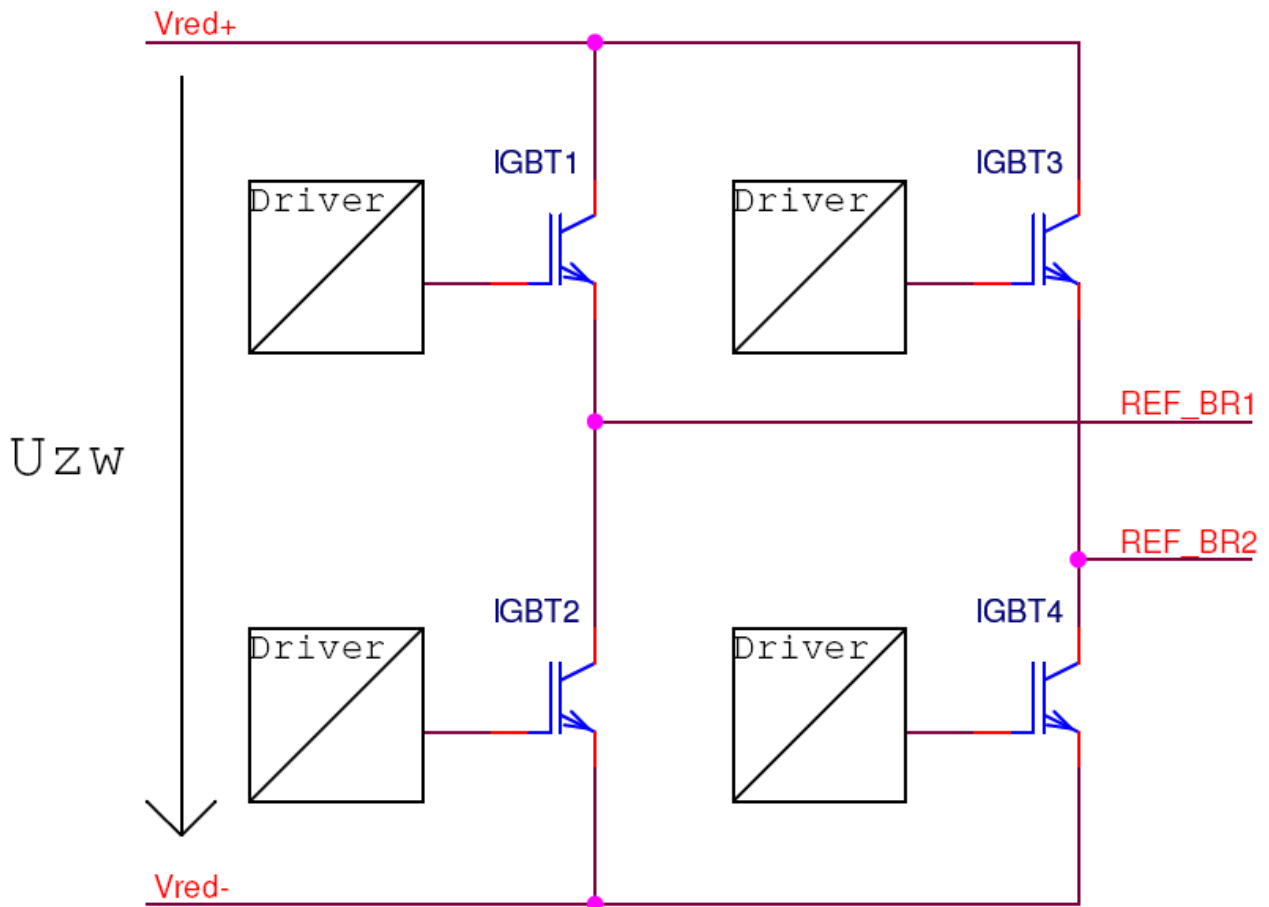 Vred+
IGBT1
IGBT3
Driver
Driver
REF_BR1
Uzw
REF_BR2
IGBT2
IGBT4
Driver
Driver
Vred-